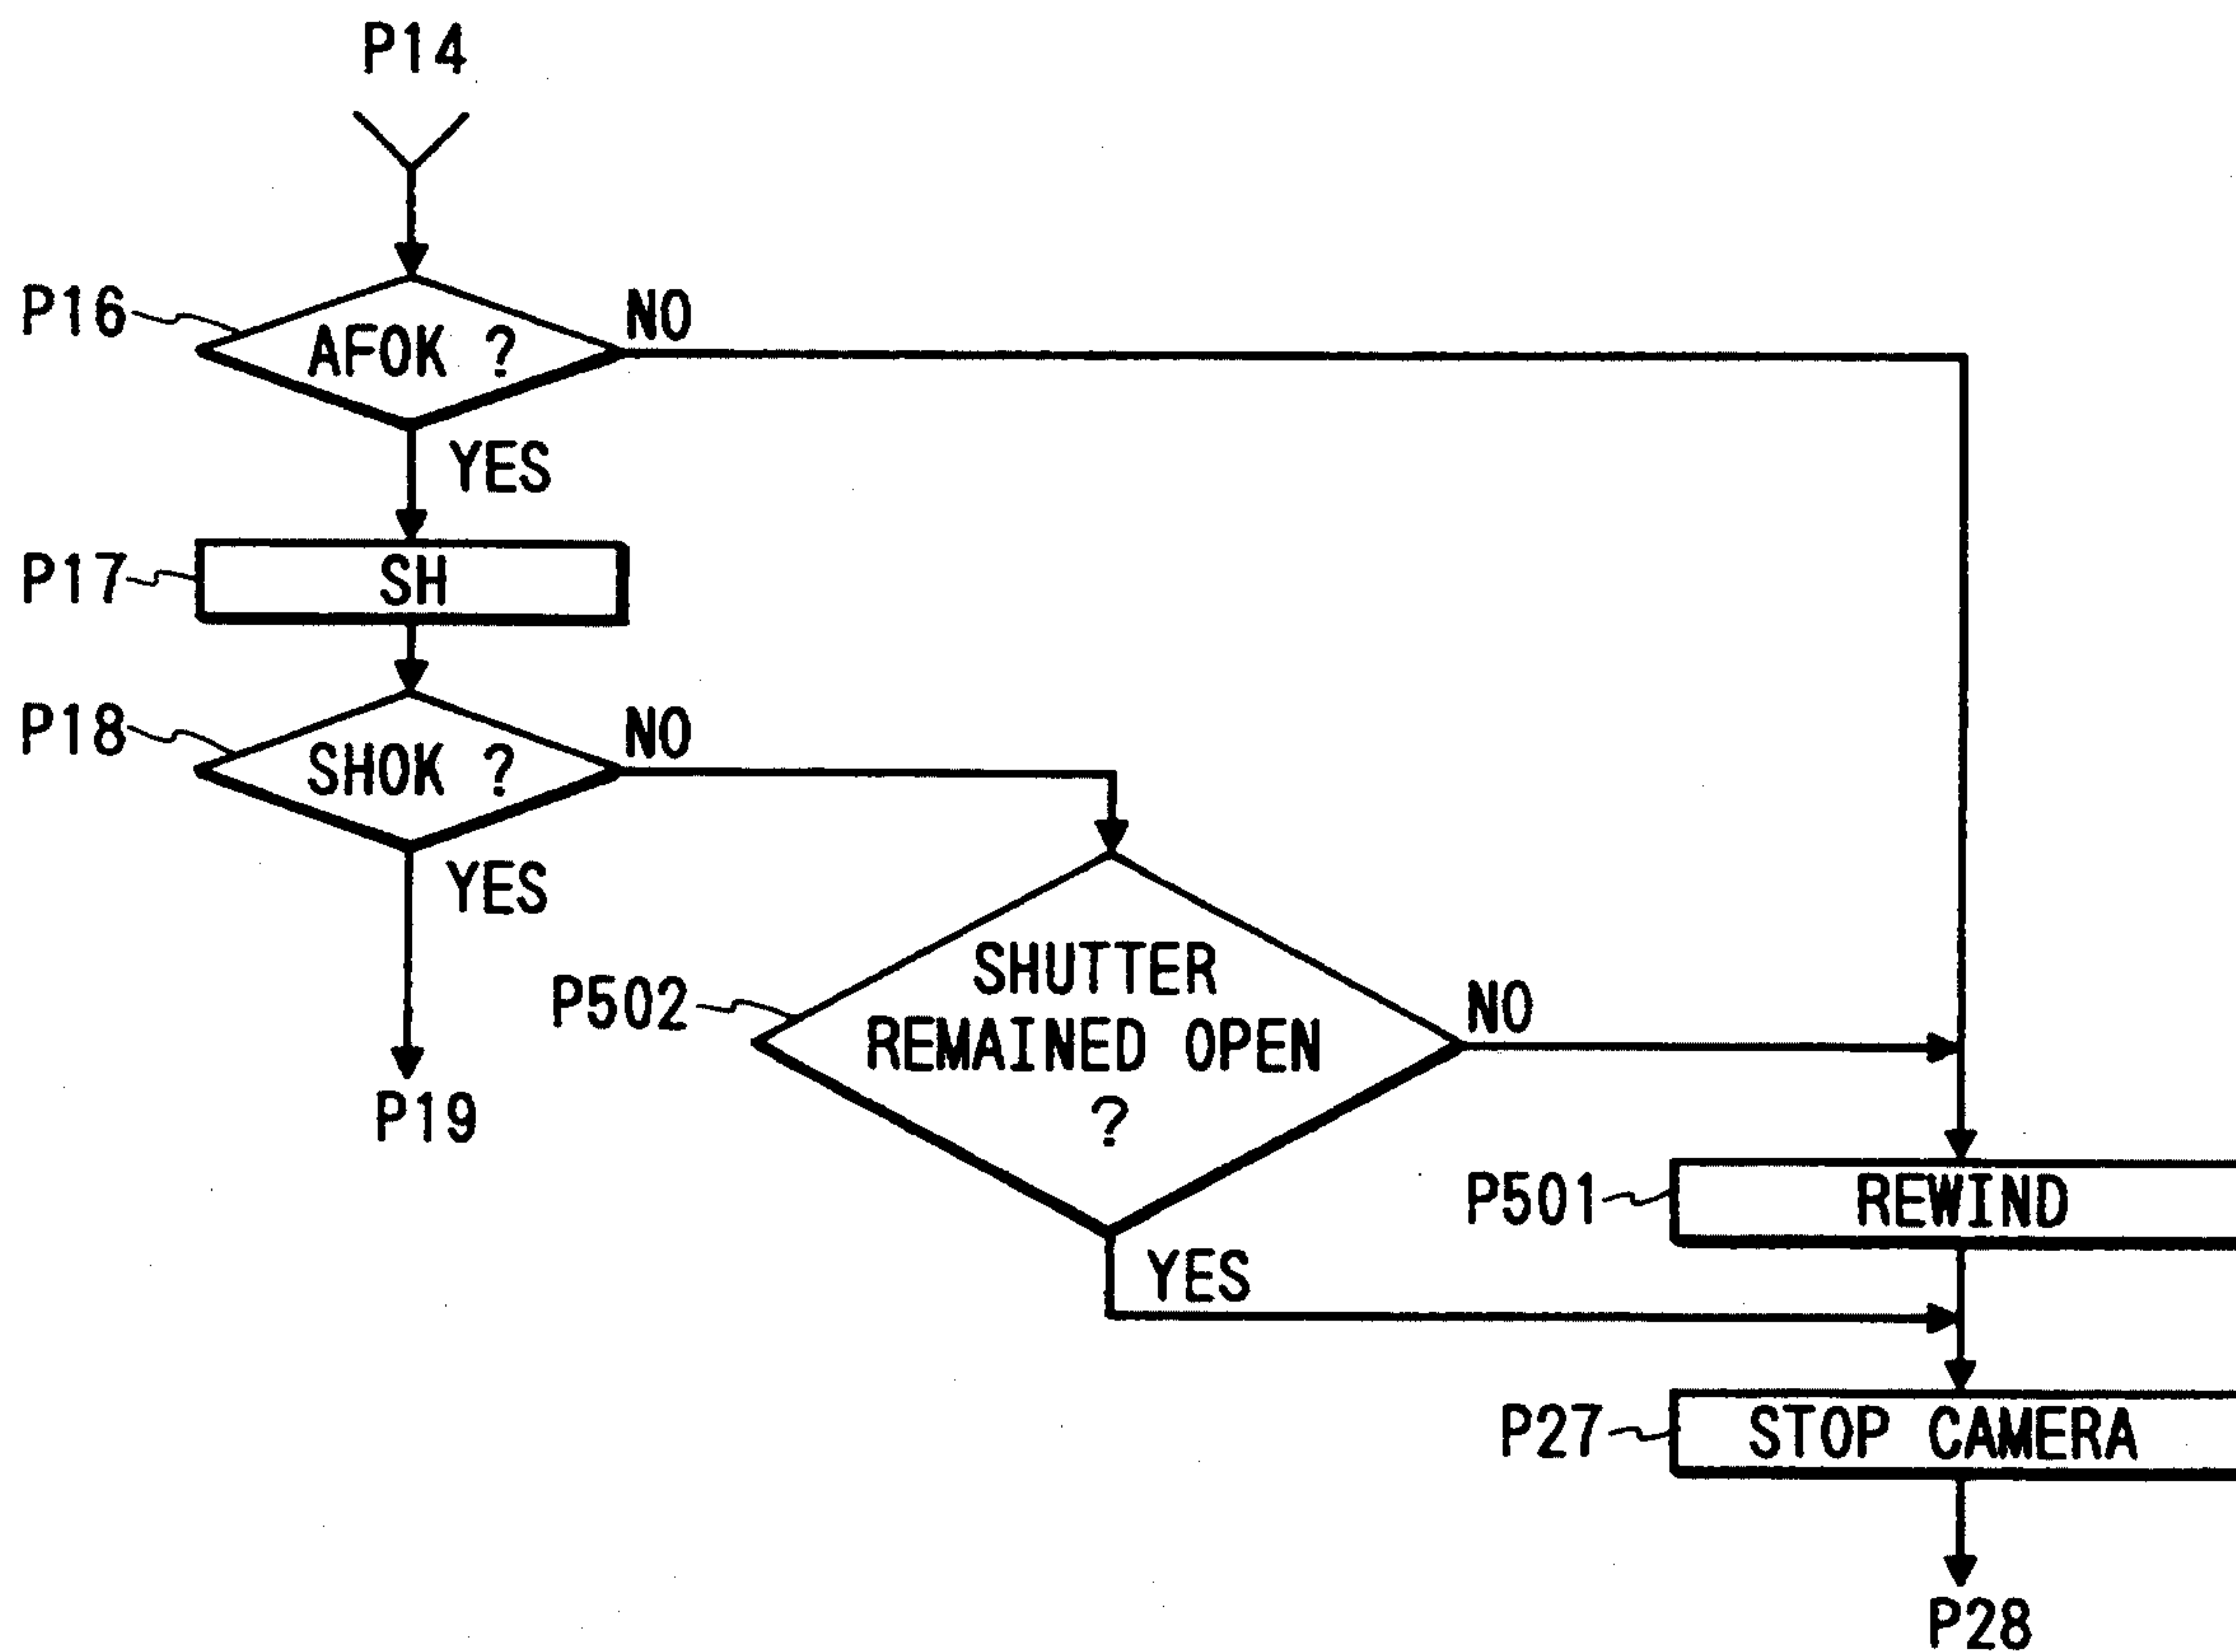 P14
P16
AFOK ?
NO
YES
P17
SH
P18
SHOK ?
NO
YES
P19
P502
SHUTTER
REMAINED OPEN
?
NO
YES
P501
REWIND
P27
STOP CAMERA
P28